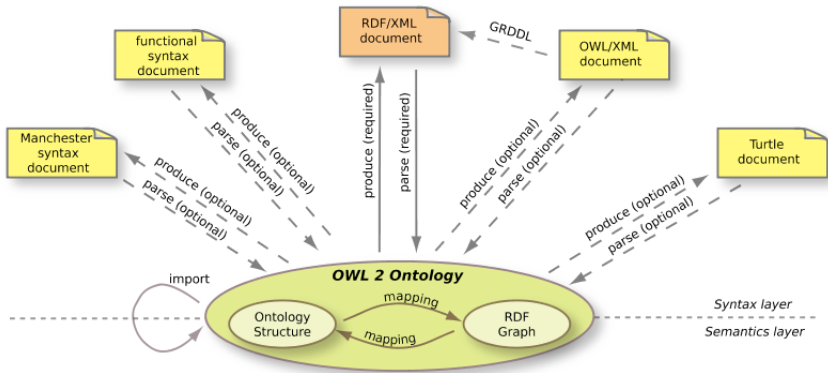 RDF/XML
document
GRDDL
functional
syntax
document
OWL/XML
document
Manchester
syntax
document
Turtle
document
produce (optional)
parse (optional)
produce (optional)
parse (optional)
produce (required)
parse (required)
produce (optional)
parse (optional)
produce (optional)
parse (optional)
import
OWL 2 Ontology
Ontology
Structure
mapping
mapping
RDF
Graph
Syntax layer
Semantics layer